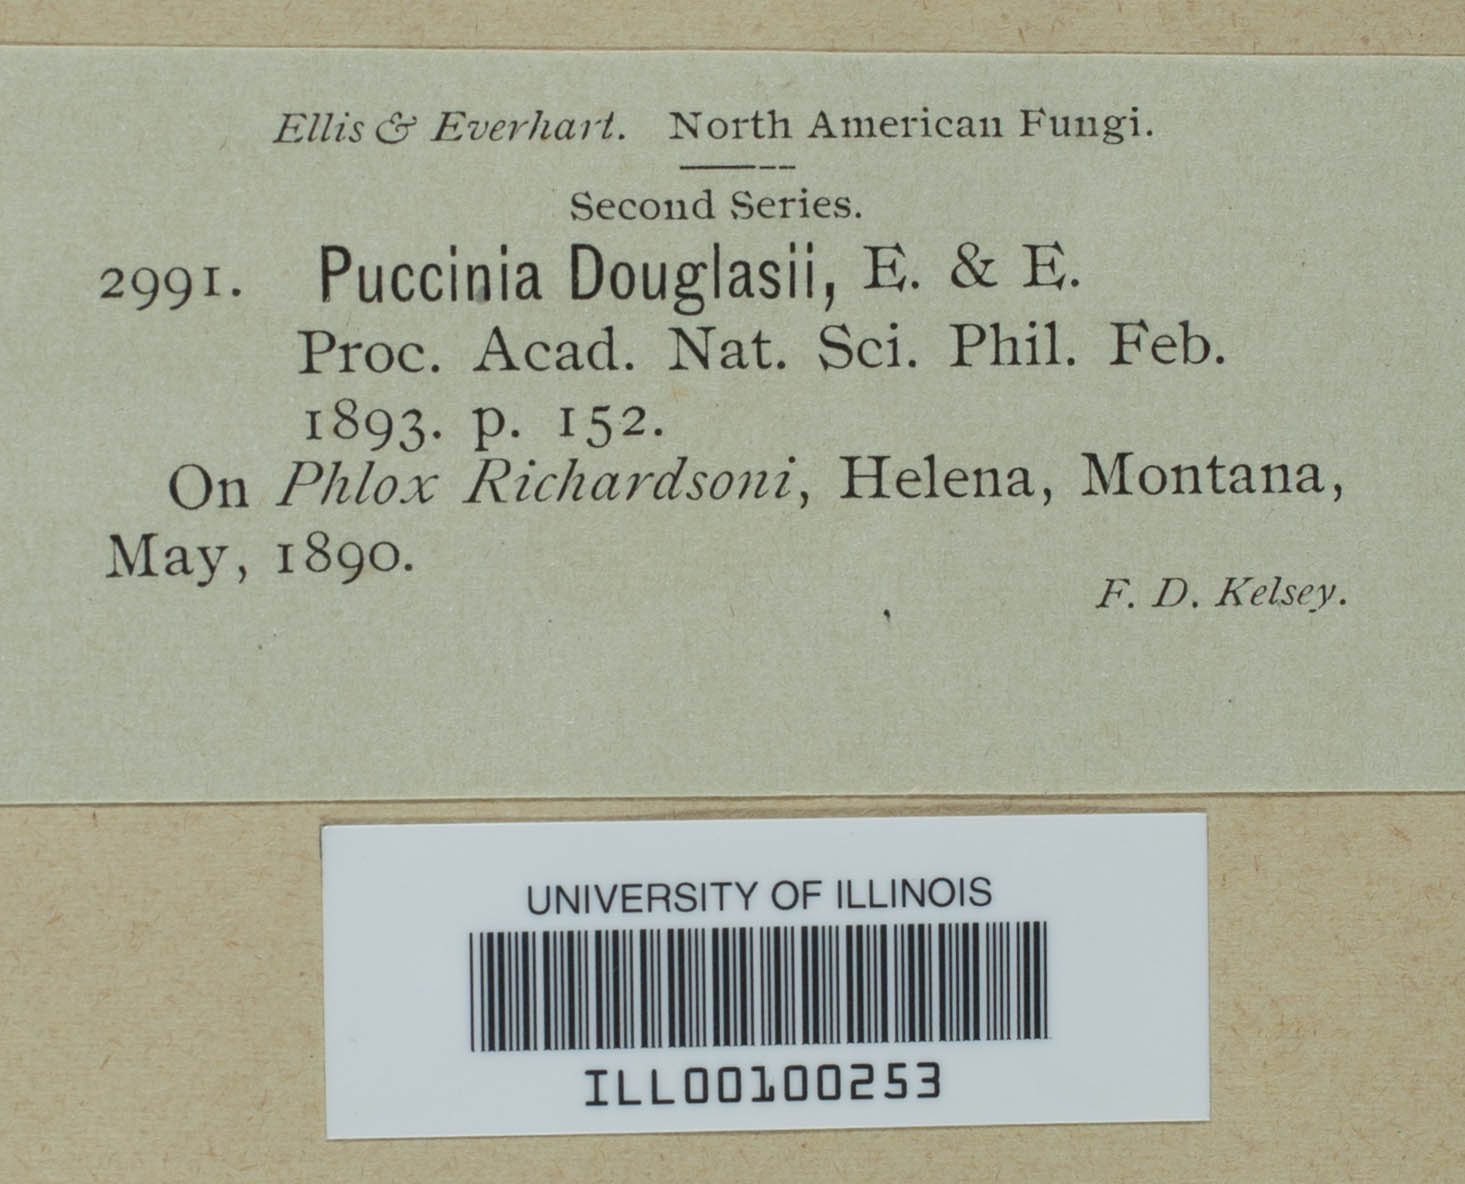 Ellis & Everhart. North American Fungi.
Second Series.
2991. Puccinia Douglasii, E. & E.
Proc. Acad. Nat. Sci. Phil. Feb.
1893. p. 152.
On Phlox Richardsoni, Helena, Montana,
May, 1890.
F. D. Kelsey.
UNIVERSITY OF ILLINOIS
ILL00100253